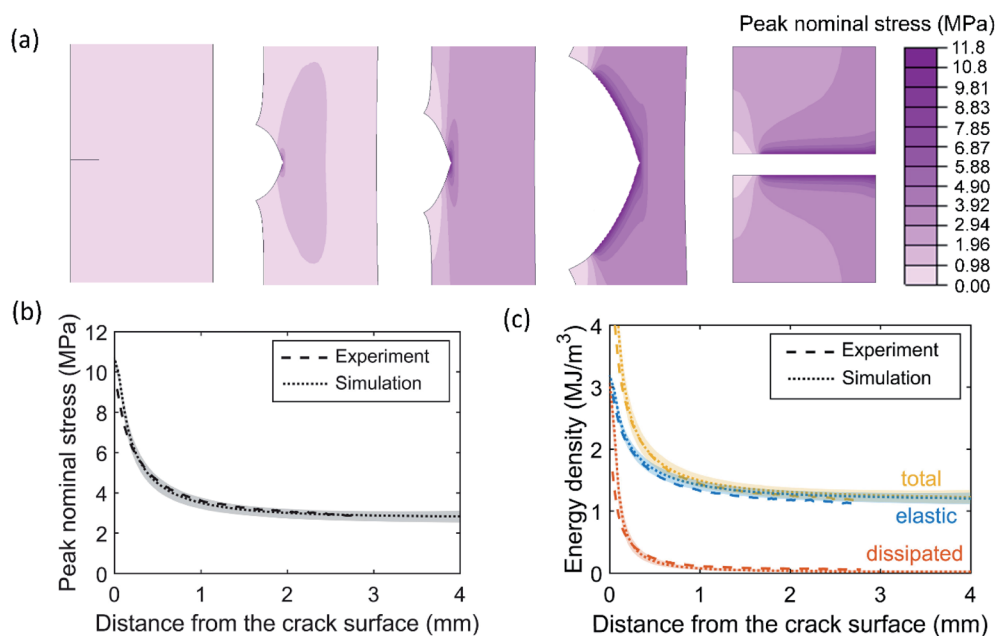 (a)
Peak nominal stress (MPa)
11.8
10.8
9.81
8.83
7.85
6.87
5.88
4.90
3.92
2.94
1.96
0.98
0.00
(b)
Peak nominal stress (MPa)
12
10
8
6
4
2
0
Experiment
Simulation
0 1 2 3 4
Distance from the crack surface (mm)
(c)
Energy density (MJ/m³)
4
3
2
1
0
Experiment
Simulation
total
elastic
dissipated
0 1 2 3 4
Distance from the crack surface (mm)